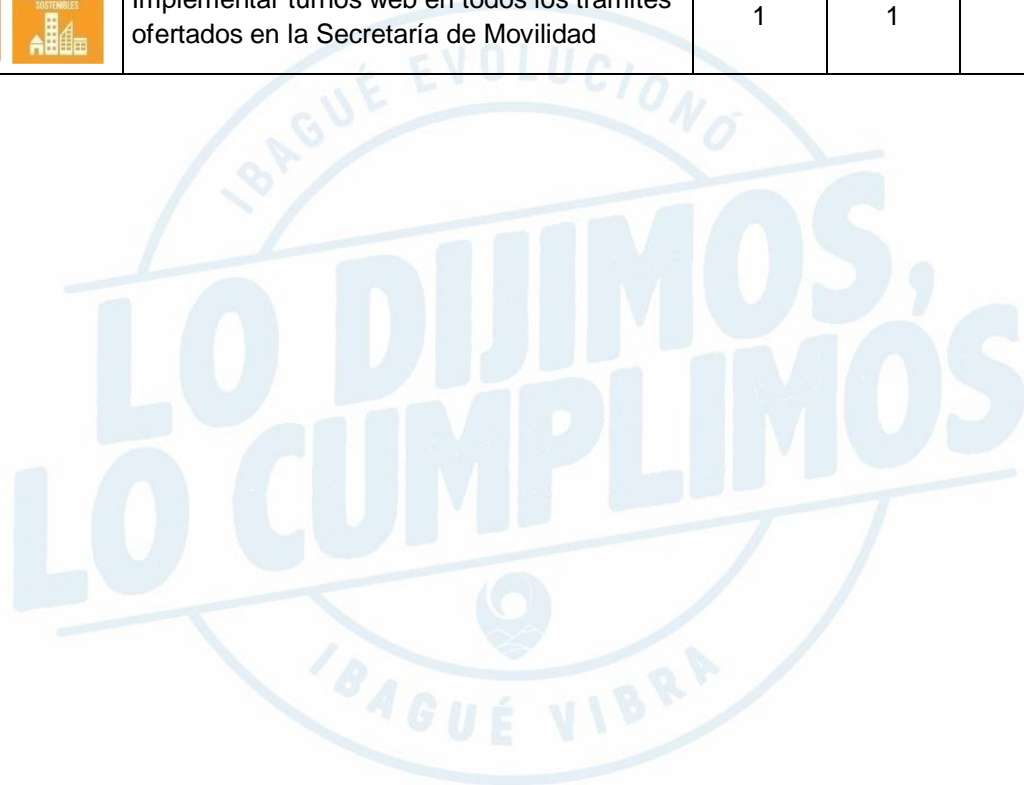 SOSTENIBLES
Implementar turnos web en todos los trámites
ofertados en la Secretaría de Movilidad
1
1
IBAGUÉ EVOLUCIONÓ
LO DIJIMOS,
LO CUMPLIMOS
IBAGUÉ VIBRA